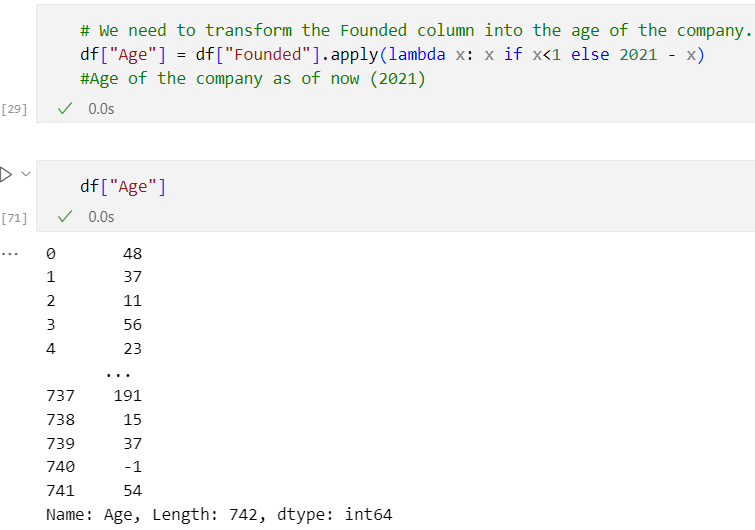 # We need to transform the Founded column into the age of the company.
df["Age"] = df["Founded"].apply(lambda x: x if x<1 else 2021 - x)
#Age of the company as of now (2021)
[29] ✓ 0.0s
df["Age"]
[71] ✓ 0.0s
... 0 48
1 37
2 11
3 56
4 23
...
737 191
738 15
739 37
740 -1
741 54
Name: Age, Length: 742, dtype: int64